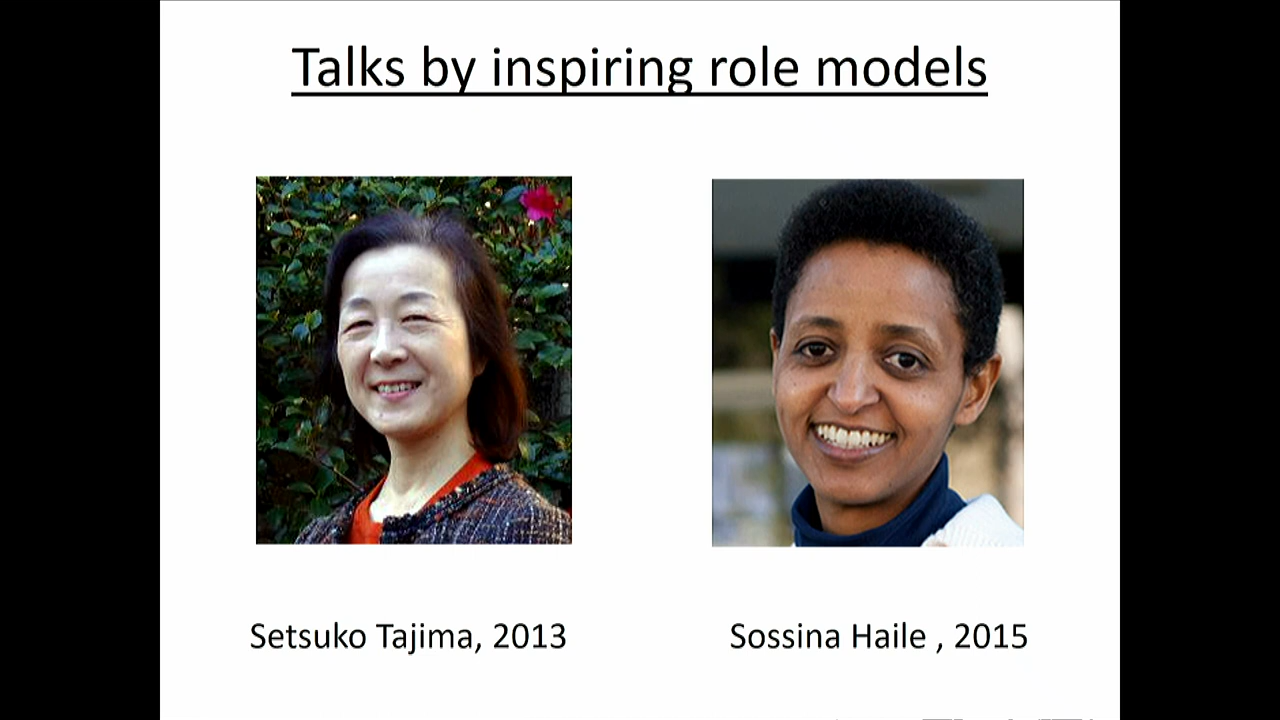 Talks by inspiring role models
Setsuko Tajima, 2013
Sossina Haile , 2015